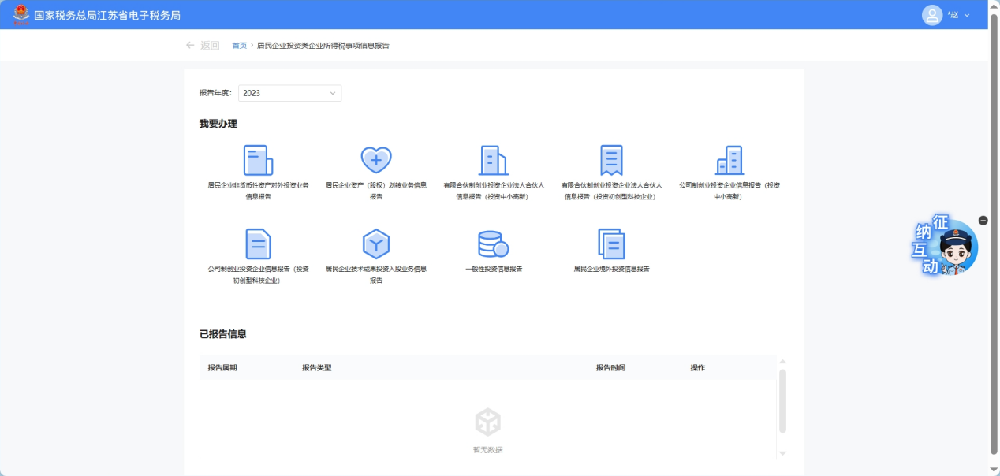 国家税务总局江苏省电子税务局
*赵
返回 首页 > 居民企业投资类企业所得税事项信息报告
报告年度： 2023
我要办理
居民企业非货币性资产对外投资业务
信息报告
居民企业资产（股权）划转业务信息
报告
有限合伙制创业投资企业法人合伙人
信息报告（投资中小高新）
有限合伙制创业投资企业法人合伙人
信息报告（投资初创型科技企业）
公司制创业投资企业信息报告（投资
中小高新）
公司制创业投资企业信息报告（投资
初创型科技企业）
居民企业技术成果投资入股业务信息
报告
一般性投资信息报告
居民企业境外投资信息报告
征纳互动
已报告信息
报告属期 报告类型 报告时间 操作
暂无数据